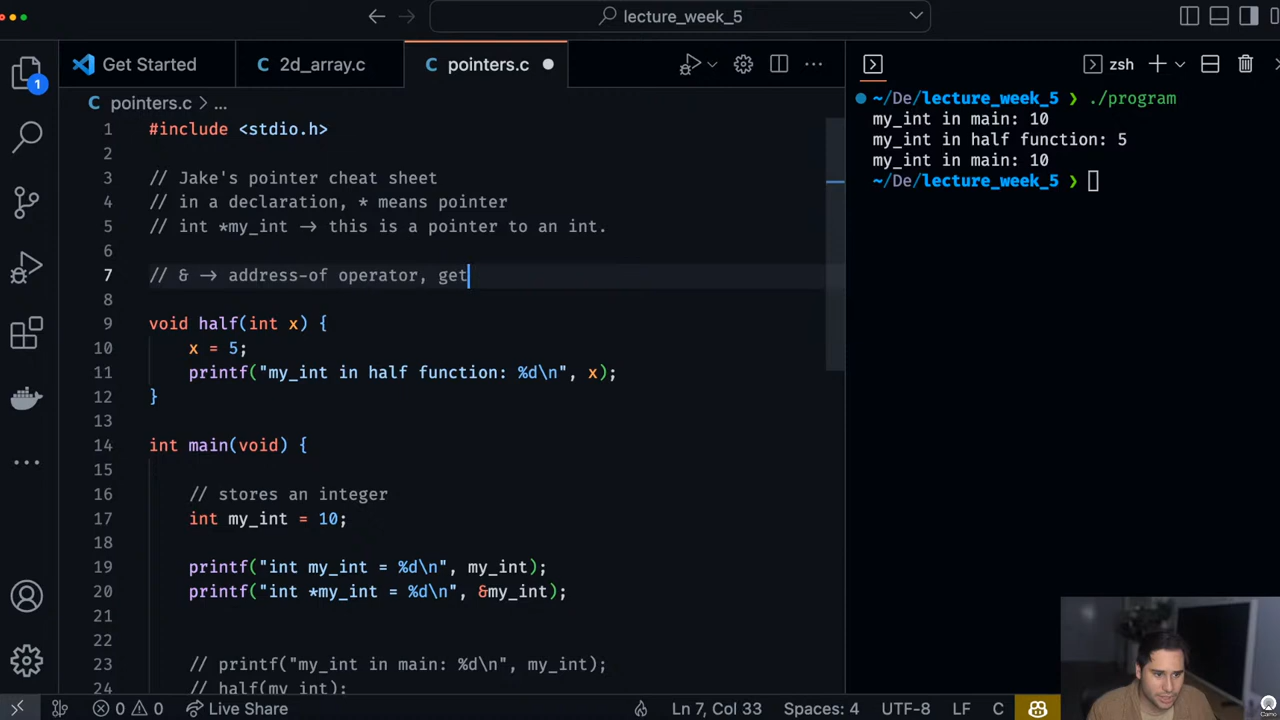 lecture_week_5
Get Started
2d_array.c
pointers.c
zsh
pointers.c > ...
1 #include <stdio.h>
2
3 // Jake's pointer cheat sheet
4 // in a declaration, * means pointer
5 // int *my_int -> this is a pointer to an int.
6
7 // & -> address-of operator, get
8
9 void half(int x) {
10 x = 5;
11 printf("my_int in half function: %d\n", x);
12 }
13
14 int main(void) {
15
16 // stores an integer
17 int my_int = 10;
18
19 printf("int my_int = %d\n", my_int);
20 printf("int *my_int = %d\n", &my_int);
21
22
23 // printf("my_int in main: %d\n", my_int);
24 // half(my_int);
~/De/lecture_week_5 ❯ ./program
my_int in main: 10
my_int in half function: 5
my_int in main: 10
~/De/lecture_week_5 ❯
1
0 0 Live Share
Ln 7, Col 33 Spaces: 4 UTF-8 LF C
Camo